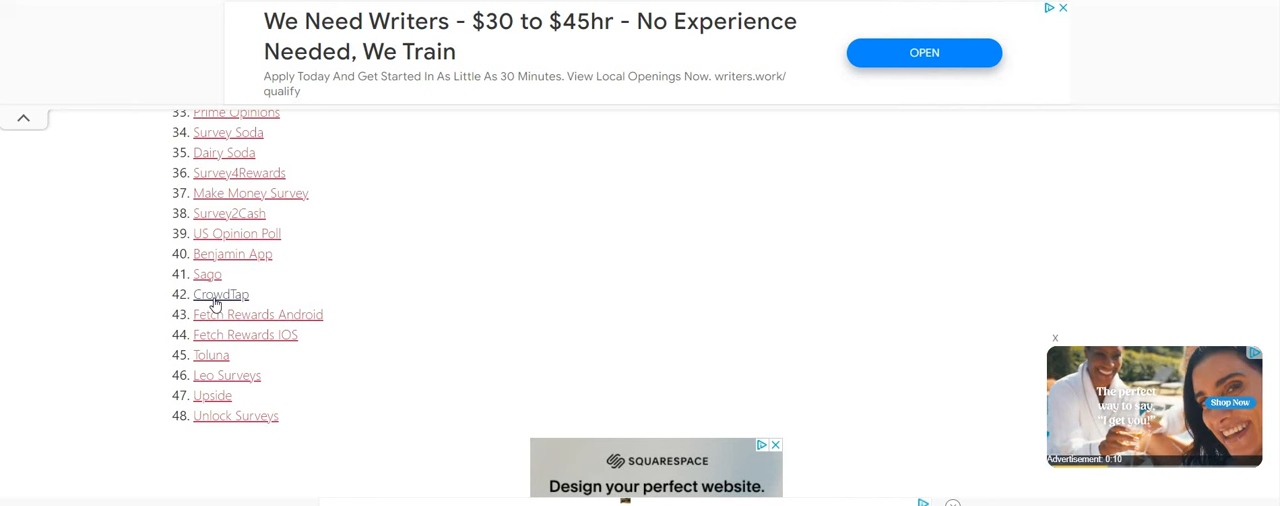 We Need Writers - $30 to $45hr - No Experience
Needed, We Train
Apply Today And Get Started In As Little As 30 Minutes. View Local Openings Now. writers.work/
qualify
OPEN
33. Prime Opinions
34. Survey Soda
35. Dairy Soda
36. Survey4Rewards
37. Make Money Survey
38. Survey2Cash
39. US Opinion Poll
40. Benjamin App
41. Sago
42. CrowdTap
43. Fetch Rewards Android
44. Fetch Rewards IOS
45. Toluna
46. Leo Surveys
47. Upside
48. Unlock Surveys
X
The perfect
way to say,
"I get you!"
Shop Now
Advertisement: 0:10
SQUARESPACE
Design your perfect website.